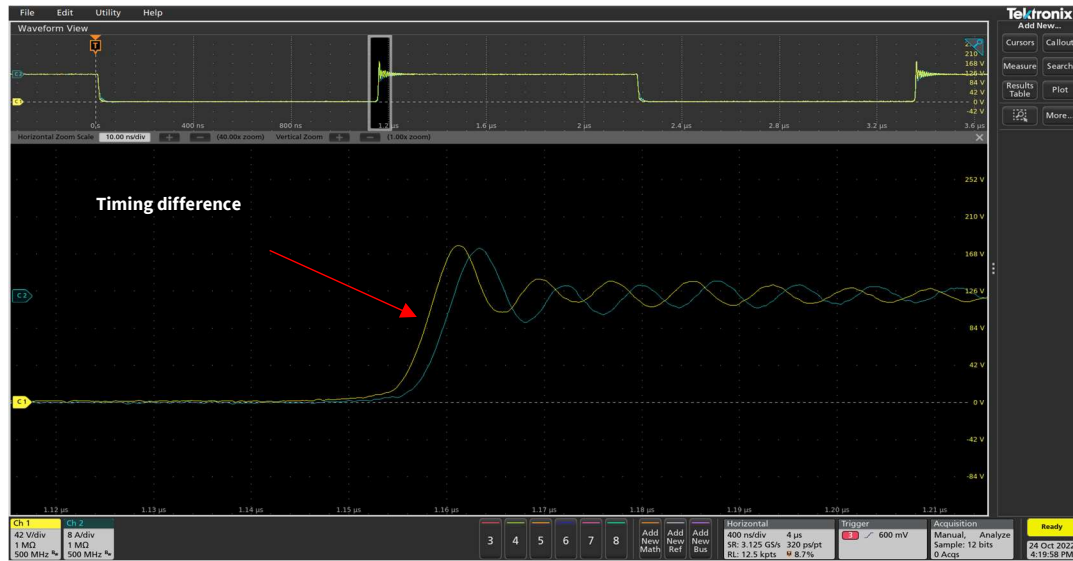 File Edit Utility Help
Tektronix
Waveform View
Add New...
Cursors Callout
Measure Search
Results Table Plot
More...
T
C2
C
210
168 V
126 V
84 V
42 V
0 V
-42 V
0 s 400 ns 800 ns 1.2 µs 1.6 µs 2 µs 2.4 µs 2.8 µs 3.2 µs 3.6 µs
Horizontal Zoom Scale 10.00 ns/div + — (40.00x zoom) Vertical Zoom + — (1.00x zoom) X
252 V
Timing difference
210 V
168 V
C 2
126 V
84 V
42 V
C 1
0 V
-42 V
-84 V
1.12 µs 1.13 µs 1.14 µs 1.15 µs 1.16 µs 1.17 µs 1.18 µs 1.19 µs 1.20 µs 1.21 µs
Ch 1
42 V/div
1 MΩ
500 MHz
Ch 2
8 A/div
1 MΩ
500 MHz
3 4 5 6 7 8
Add New Math
Add New Ref
Add New Bus
Horizontal
400 ns/div 4 µs
SR: 3.125 GS/s 320 ps/pt
RL: 12.5 kpts 8.7%
Trigger
3 600 mV
Acquisition
Manual, Analyze
Sample: 12 bits
0 Acqs
Ready
24 Oct 2022
4:19:58 PM